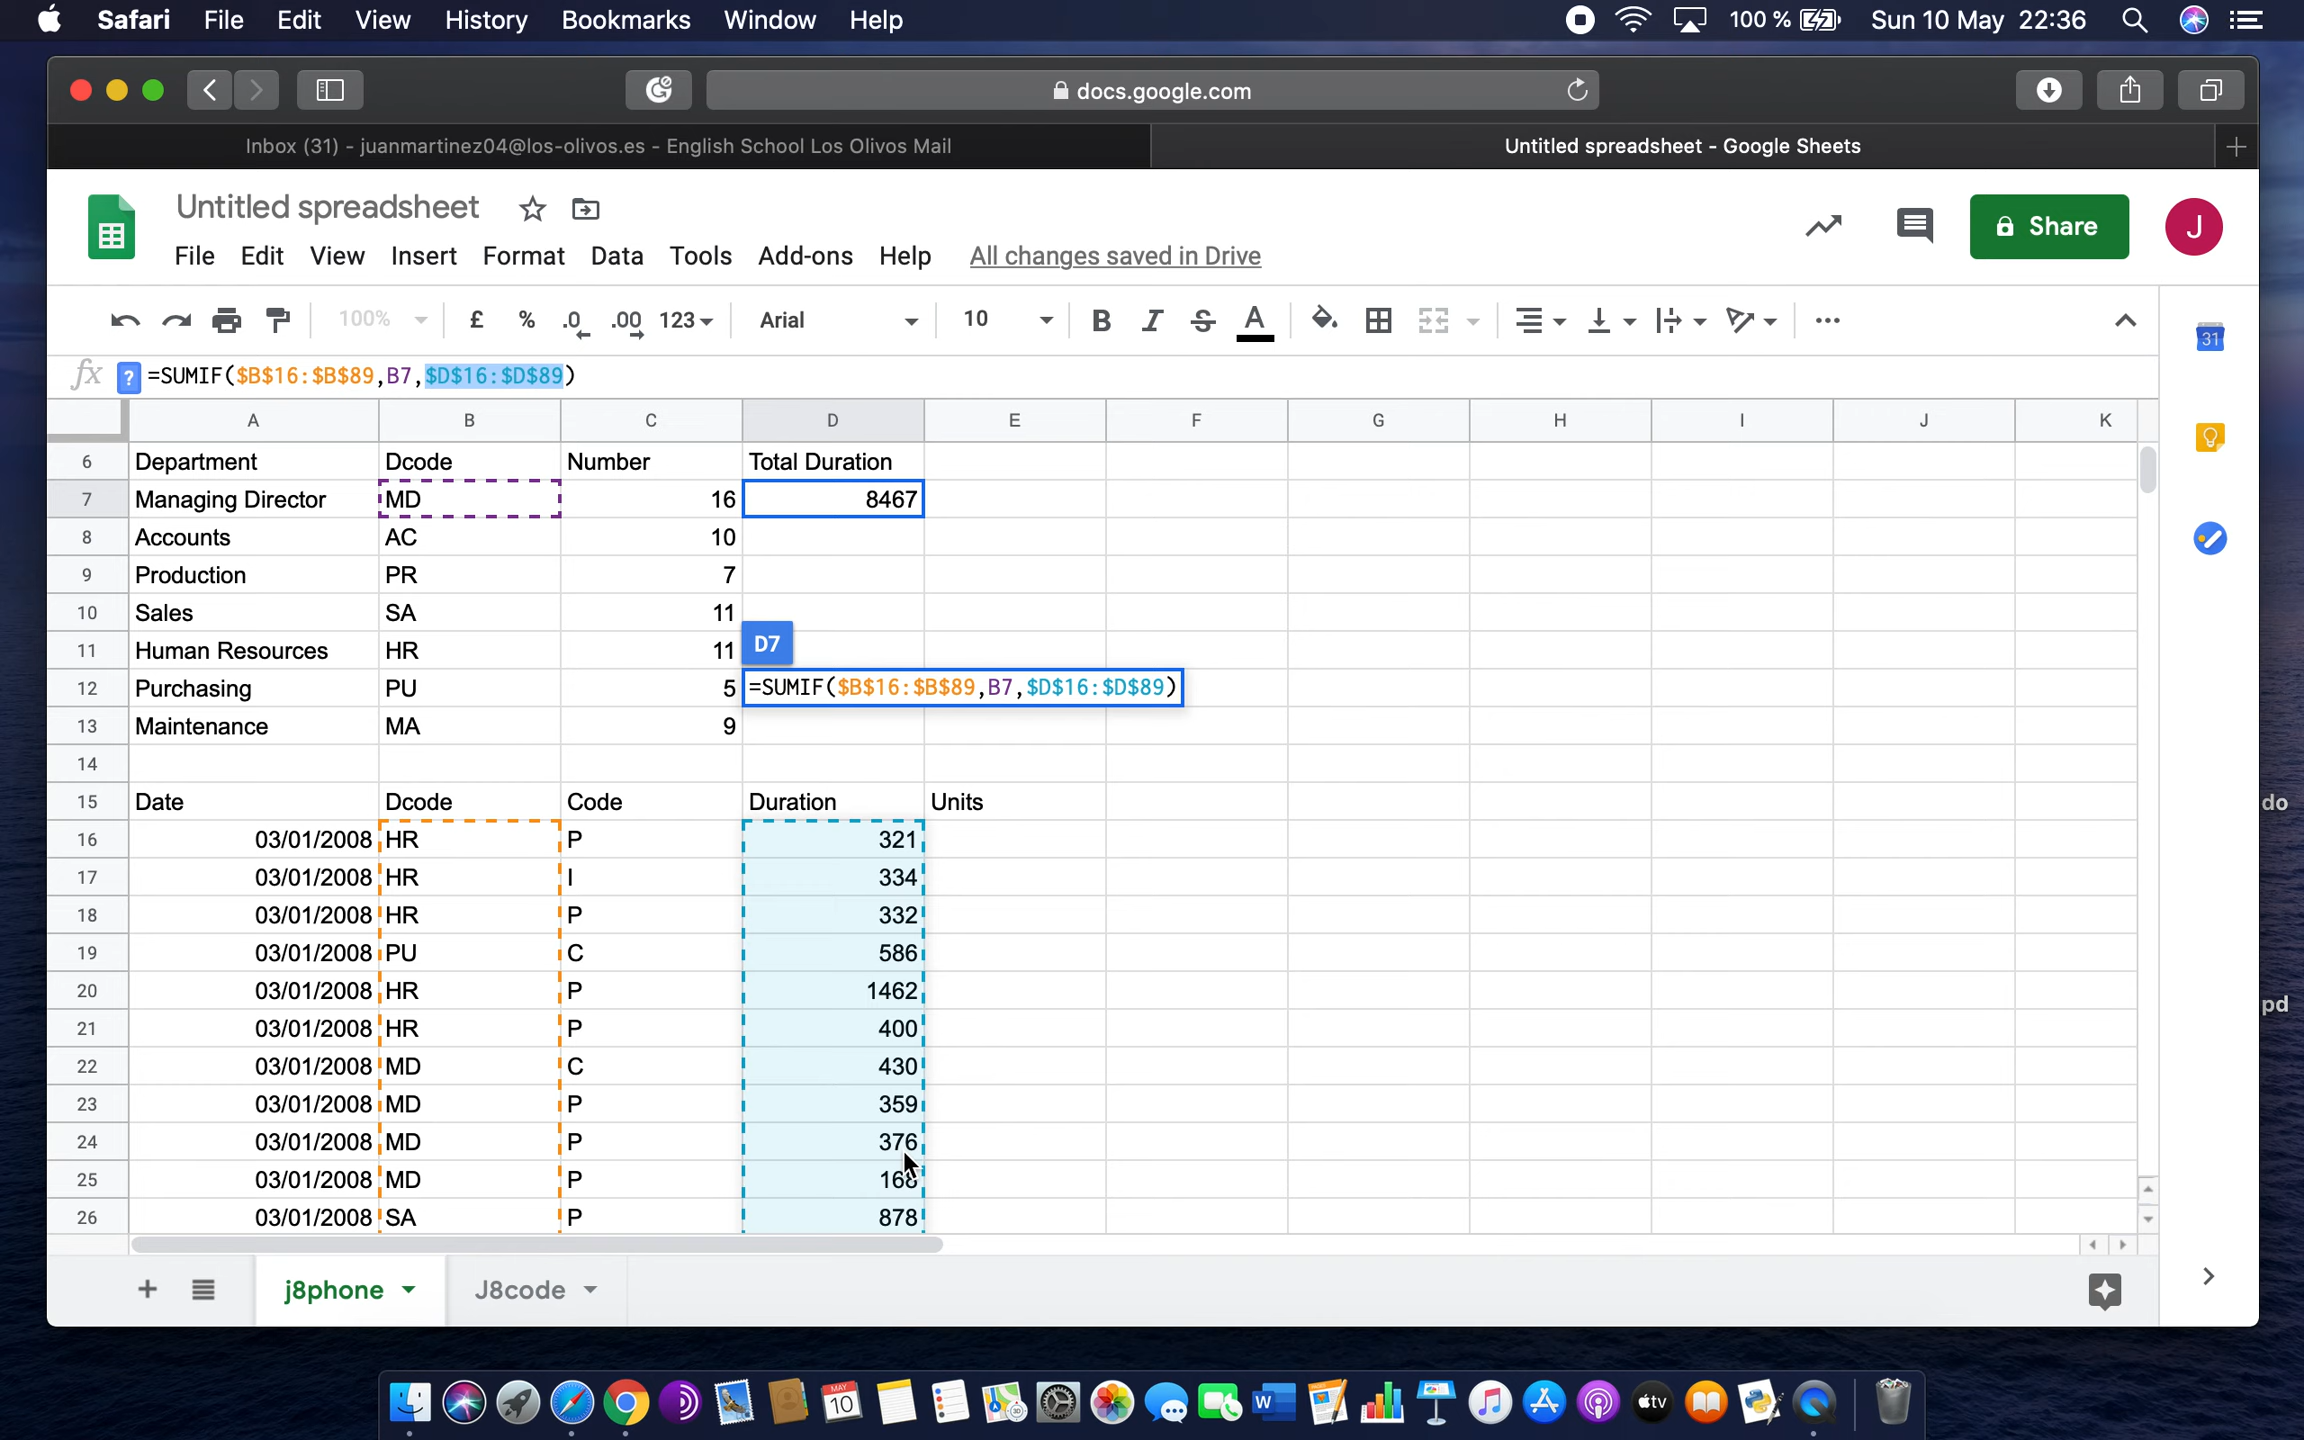 Safari File Edit View History Bookmarks Window Help 100 % Sun 10 May 22:36
docs.google.com
Inbox (31) - juanmartinez04@los-olivos.es - English School Los Olivos Mail Untitled spreadsheet - Google Sheets
Untitled spreadsheet
Share J
File Edit View Insert Format Data Tools Add-ons Help All changes saved in Drive
100% £ % .0 .00 123 Arial 10 B I S A
31
fx ? =SUMIF($B$16:$B$89,B7,$D$16:$D$89)
A B C D E F G H I J K
6 Department Dcode Number Total Duration
7 Managing Director MD 16 8467
8 Accounts AC 10
9 Production PR 7
10 Sales SA 11
11 Human Resources HR 11 D7
12 Purchasing PU 5 =SUMIF($B$16:$B$89,B7,$D$16:$D$89)
13 Maintenance MA 9
14
15 Date Dcode Code Duration Units
16 03/01/2008 HR P 321
17 03/01/2008 HR I 334
18 03/01/2008 HR P 332
19 03/01/2008 PU C 586
20 03/01/2008 HR P 1462
21 03/01/2008 HR P 400
22 03/01/2008 MD C 430
23 03/01/2008 MD P 359
24 03/01/2008 MD P 376
25 03/01/2008 MD P 168
26 03/01/2008 SA P 878
do
pd
j8phone J8code
MAY
10
W
tv